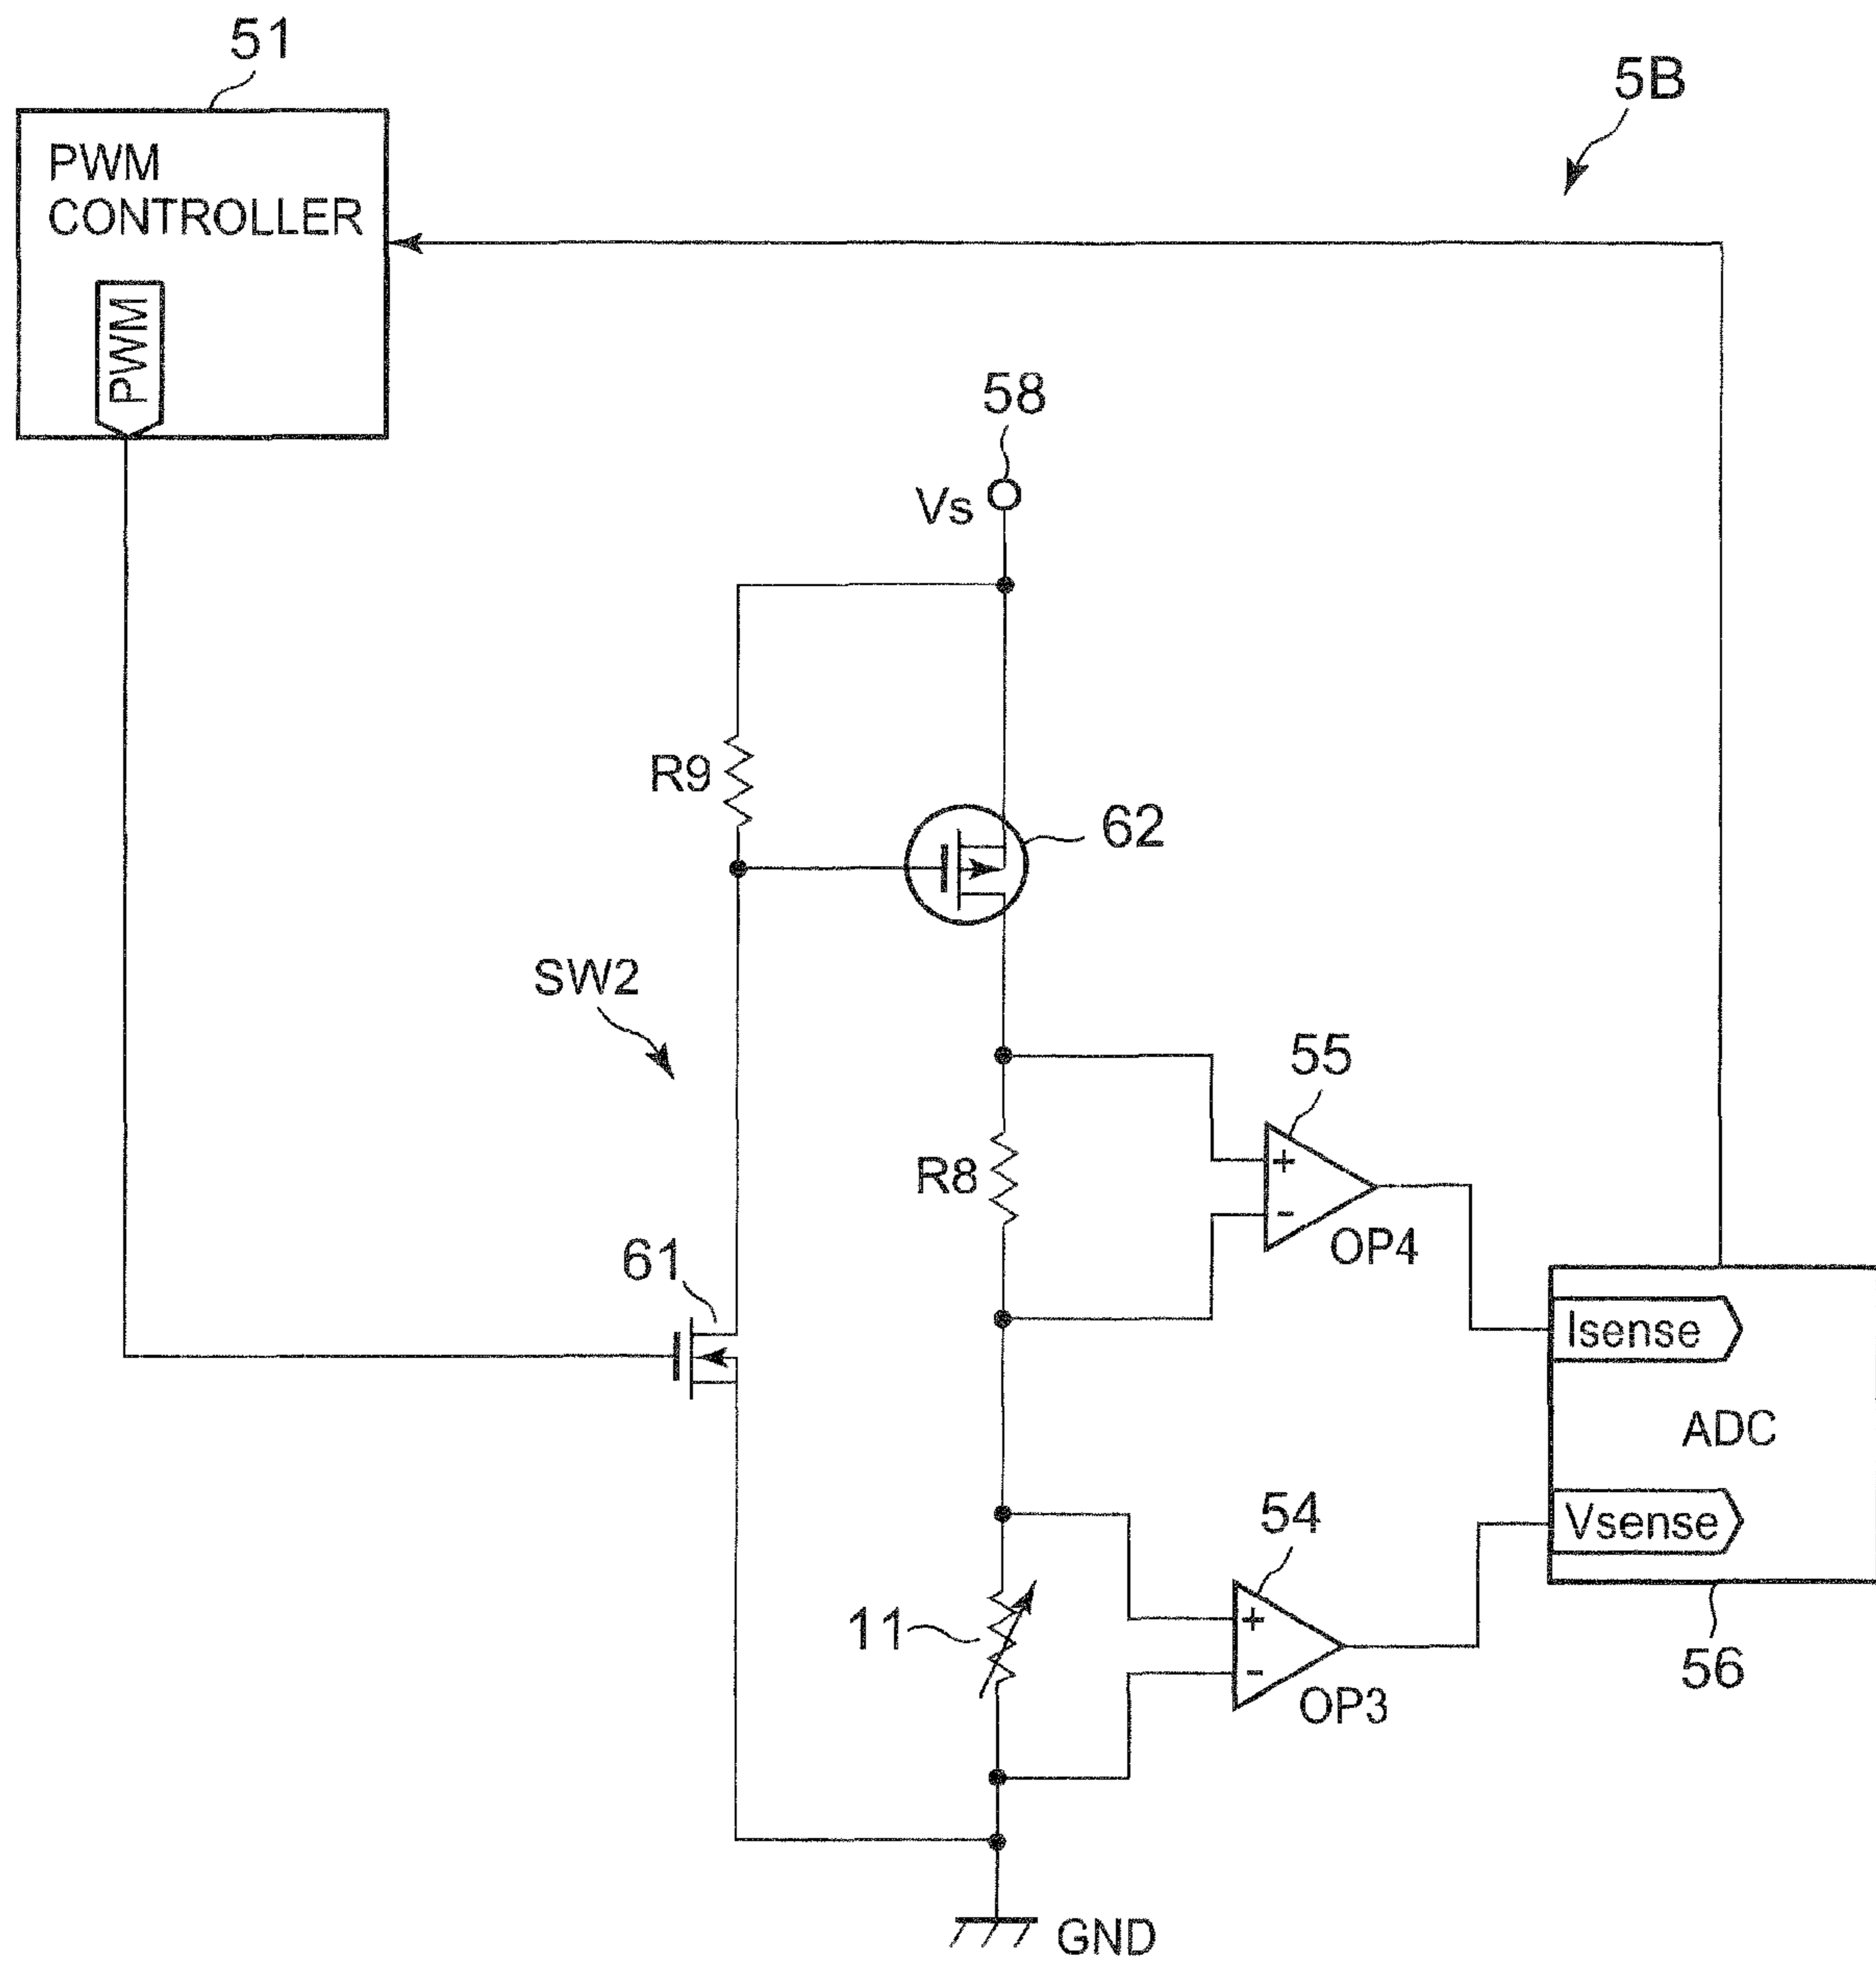 51
5B
PWM
CONTROLLER
PWM
58
Vs
R9
62
SW2
55
R8
+
-
OP4
61
Isense
ADC
54
Vsense
11
+
-
OP3
56
GND